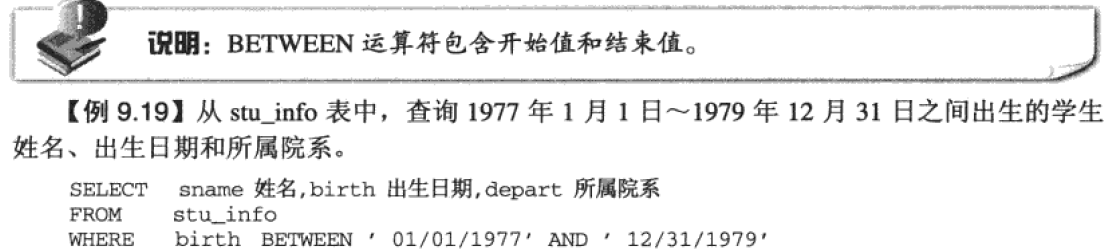 说明：BETWEEN 运算符包含开始值和结束值。
【例 9.19】从 stu_info 表中，查询 1977 年 1 月 1 日～1979 年 12 月 31 日之间出生的学生
姓名、出生日期和所属院系。
SELECT sname 姓名,birth 出生日期,depart 所属院系
FROM stu_info
WHERE birth BETWEEN ' 01/01/1977' AND ' 12/31/1979'